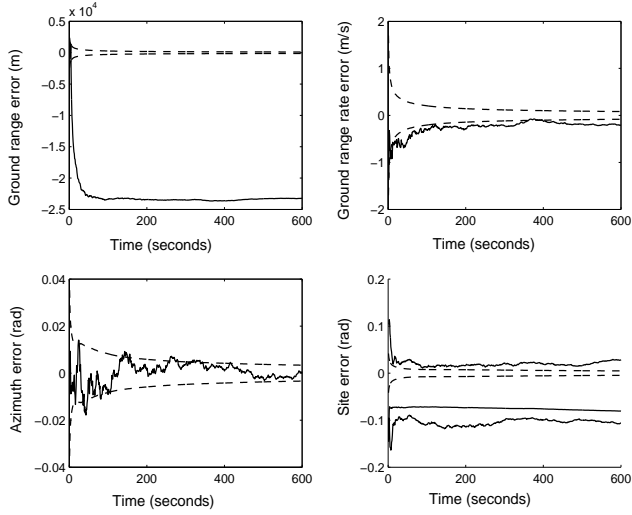 x 10^4
Ground range error (m)
0.5
0
−0.5
−1
−1.5
−2
−2.5
0 200 400 600
Time (seconds)
Ground range rate error (m/s)
2
1
0
−1
−2
0 200 400 600
Time (seconds)
Azimuth error (rad)
0.04
0.02
0
−0.02
−0.04
0 200 400 600
Time (seconds)
Site error (rad)
0.2
0.1
0
−0.1
−0.2
0 200 400 600
Time (seconds)